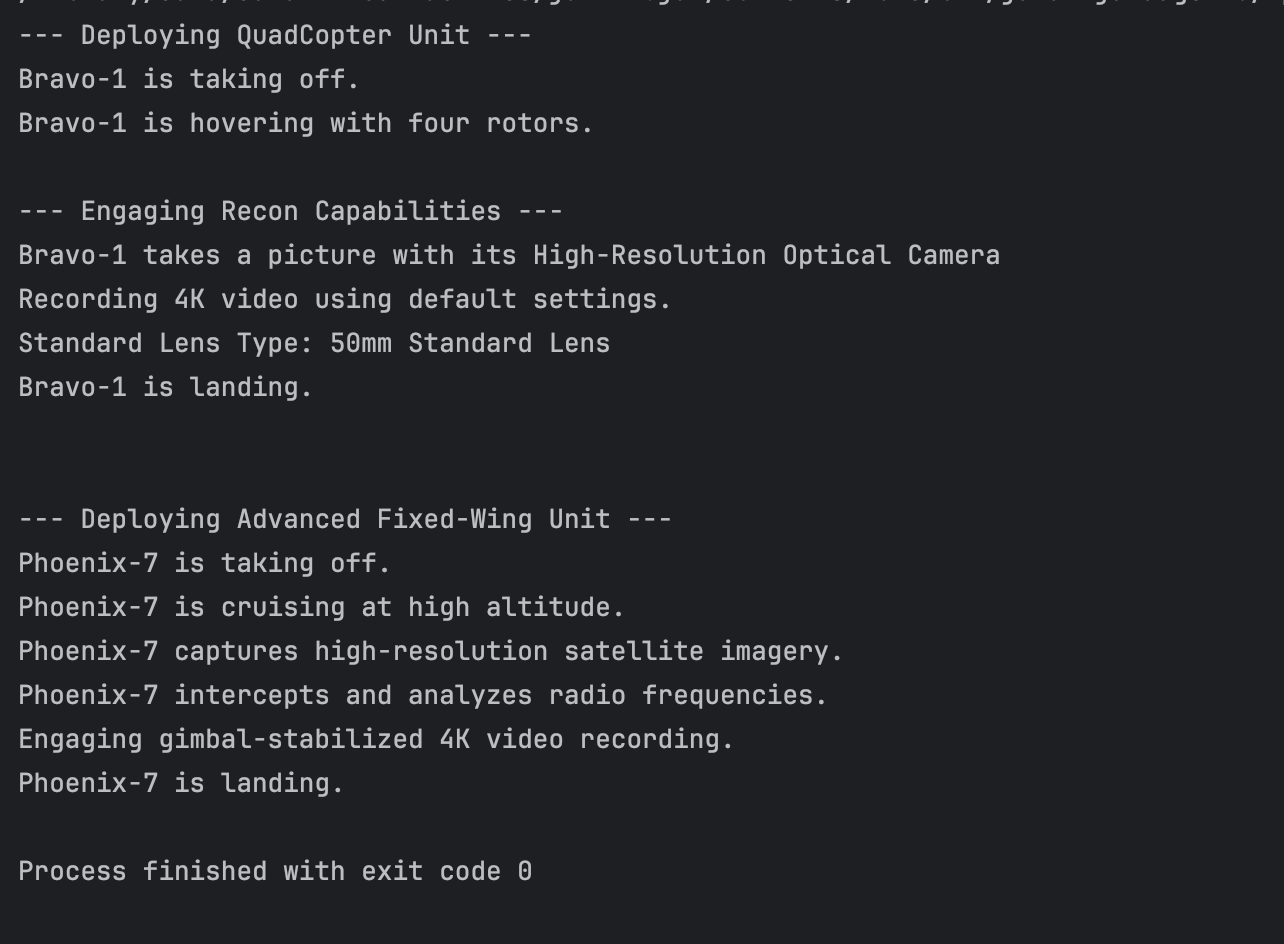 --- Deploying QuadCopter Unit ---
Bravo-1 is taking off.
Bravo-1 is hovering with four rotors.
--- Engaging Recon Capabilities ---
Bravo-1 takes a picture with its High-Resolution Optical Camera
Recording 4K video using default settings.
Standard Lens Type: 50mm Standard Lens
Bravo-1 is landing.
--- Deploying Advanced Fixed-Wing Unit ---
Phoenix-7 is taking off.
Phoenix-7 is cruising at high altitude.
Phoenix-7 captures high-resolution satellite imagery.
Phoenix-7 intercepts and analyzes radio frequencies.
Engaging gimbal-stabilized 4K video recording.
Phoenix-7 is landing.
Process finished with exit code 0